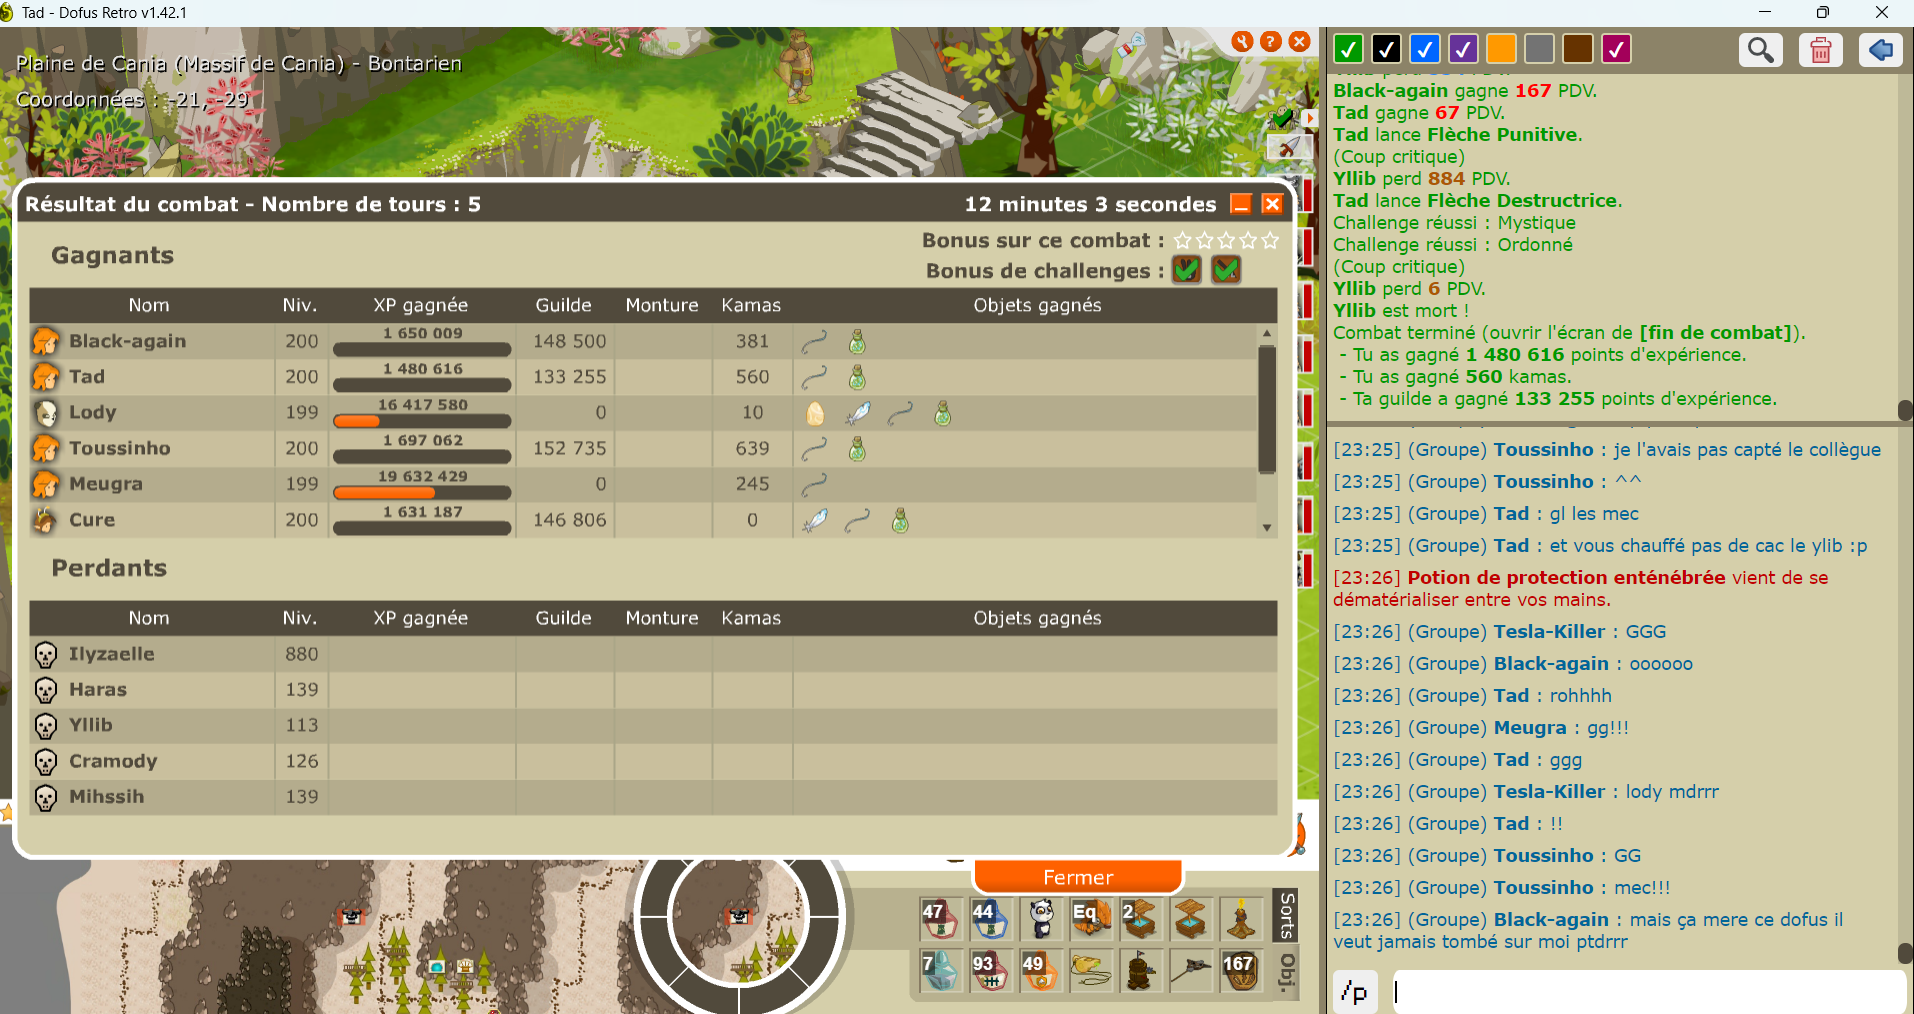 Tad - Dofus Retro v1.42.1
Plaine de Cania (Massif de Cania) - Bontarien
Coordonnées : -21, -29
Résultat du combat - Nombre de tours : 5
12 minutes 3 secondes
Gagnants
Bonus sur ce combat :
Bonus de challenges :
Nom Niv. XP gagnée Guilde Monture Kamas Objets gagnés
Black-again 200 1 650 009 148 500 381
Tad 200 1 480 616 133 255 560
Lody 199 16 417 580 0 10
Toussinho 200 1 697 062 152 735 639
Meugra 199 19 632 429 0 245
Cure 200 1 631 187 146 806 0
Perdants
Nom Niv. XP gagnée Guilde Monture Kamas Objets gagnés
Ilyzaelle 880
Haras 139
Yllib 113
Cramody 126
Mihssih 139
Fermer
47 44 Eq. 2
7 93 49 167
Sorts
Obj.
Black-again gagne 167 PDV.
Tad gagne 67 PDV.
Tad lance Flèche Punitive.
(Coup critique)
Yllib perd 884 PDV.
Tad lance Flèche Destructrice.
Challenge réussi : Mystique
Challenge réussi : Ordonné
(Coup critique)
Yllib perd 6 PDV.
Yllib est mort !
Combat terminé (ouvrir l'écran de [fin de combat]).
- Tu as gagné 1 480 616 points d'expérience.
- Tu as gagné 560 kamas.
- Ta guilde a gagné 133 255 points d'expérience.
[23:25] (Groupe) Toussinho : je l'avais pas capté le collègue
[23:25] (Groupe) Toussinho : ^^
[23:25] (Groupe) Tad : gl les mec
[23:25] (Groupe) Tad : et vous chauffé pas de cac le ylib :p
[23:26] Potion de protection enténébrée vient de se
dématérialiser entre vos mains.
[23:26] (Groupe) Tesla-Killer : GGG
[23:26] (Groupe) Black-again : oooooo
[23:26] (Groupe) Tad : rohhhh
[23:26] (Groupe) Meugra : gg!!!
[23:26] (Groupe) Tad : ggg
[23:26] (Groupe) Tesla-Killer : lody mdrrr
[23:26] (Groupe) Tad : !!
[23:26] (Groupe) Toussinho : GG
[23:26] (Groupe) Toussinho : mec!!!
[23:26] (Groupe) Black-again : mais ça mere ce dofus il
veut jamais tombé sur moi ptdrrr
/p